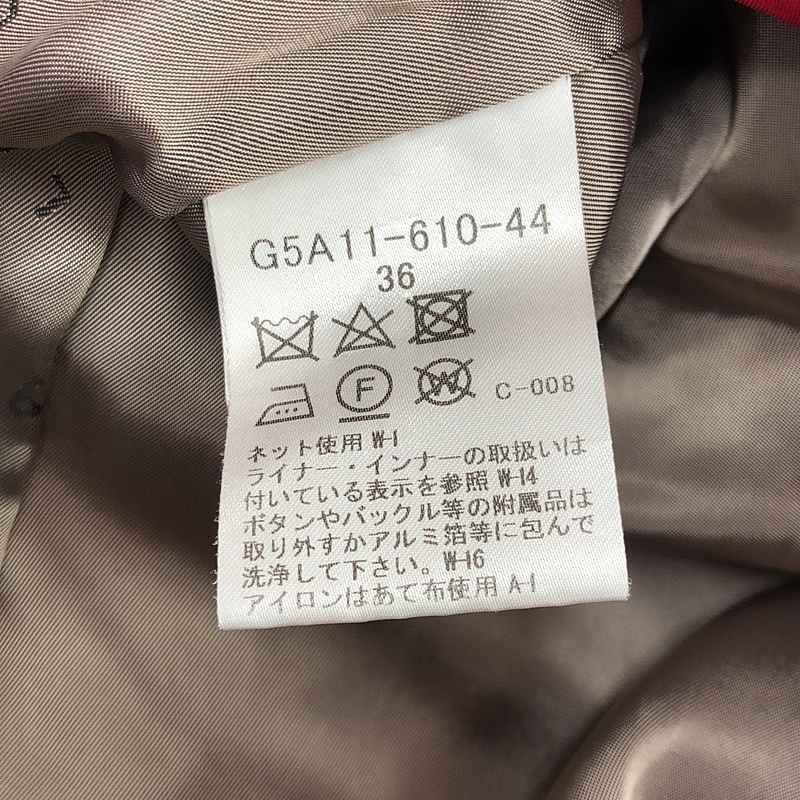 G5A11-610-44
36
F W C-008
ネット使用 W-1
ライナー・インナーの取扱いは
付いている表示を参照 W-14
ボタンやバックル等の附属品は
取り外すかアルミ箔等に包んで
洗浄して下さい。W-16
アイロンはあて布使用 A-1